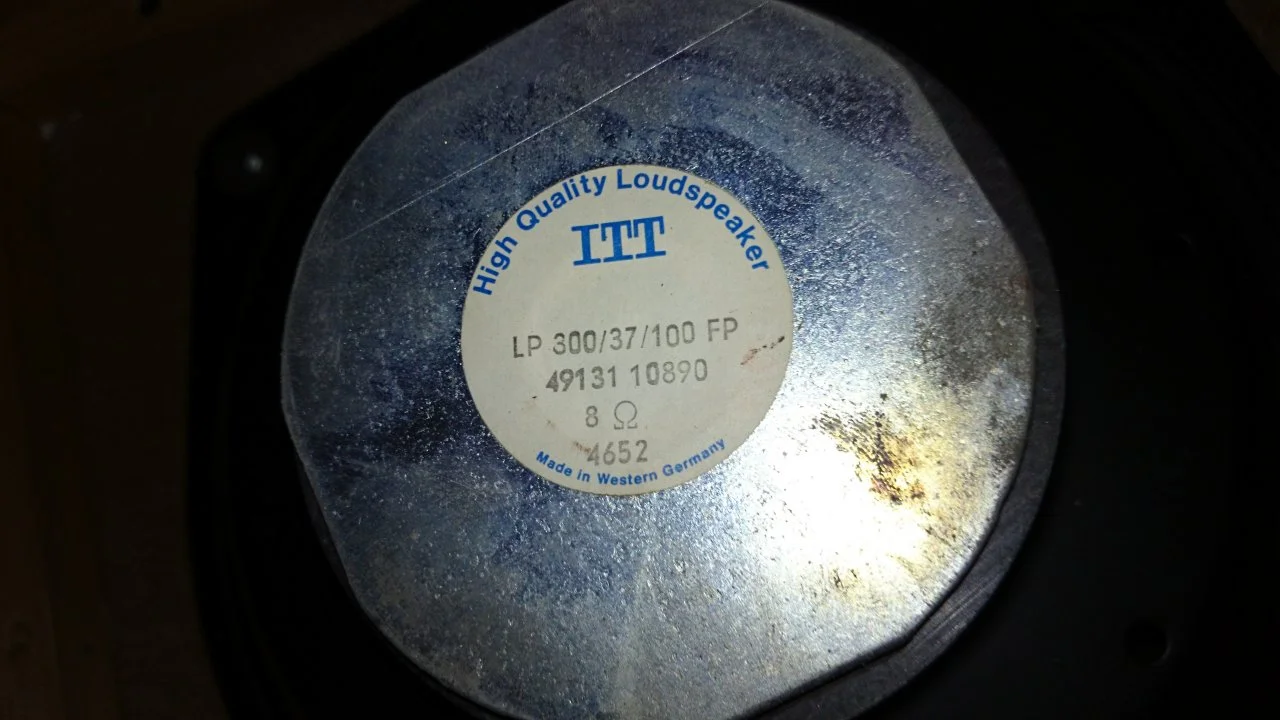 High Quality Loudspeaker
ITT
LP 300/37/100 FP
49131 10890
8 Ω
4652
Made in Western Germany